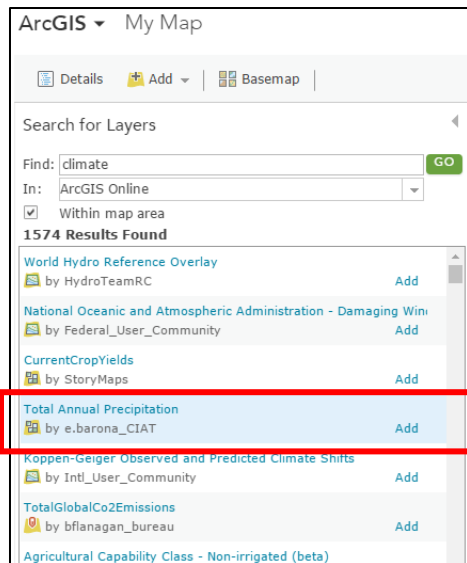 ArcGIS My Map
Details Add Basemap
Search for Layers
Find: climate GO
In: ArcGIS Online
Within map area
1574 Results Found
World Hydro Reference Overlay
by HydroTeamRC Add
National Oceanic and Atmospheric Administration - Damaging Win
by Federal_User_Community Add
CurrentCropYields
by StoryMaps Add
Total Annual Precipitation
by e.barona_CIAT Add
Koppen-Geiger Observed and Predicted Climate Shifts
by Intl_User_Community Add
TotalGlobalCo2Emissions
by bflanagan_bureau Add
Agricultural Capability Class - Non-irrigated (beta)